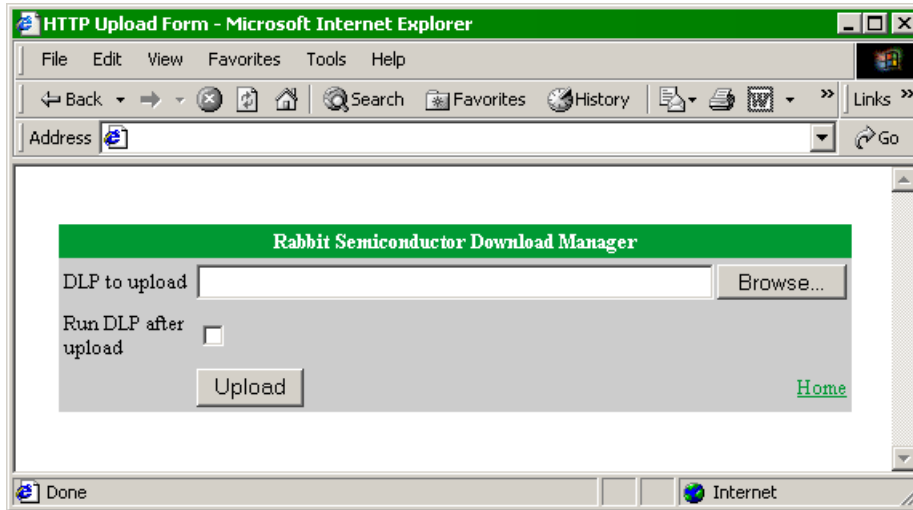 HTTP Upload Form - Microsoft Internet Explorer
File Edit View Favorites Tools Help
Back Search Favorites History » Links »
Address Go
Rabbit Semiconductor Download Manager
DLP to upload Browse...
Run DLP after
upload
Upload Home
Done Internet